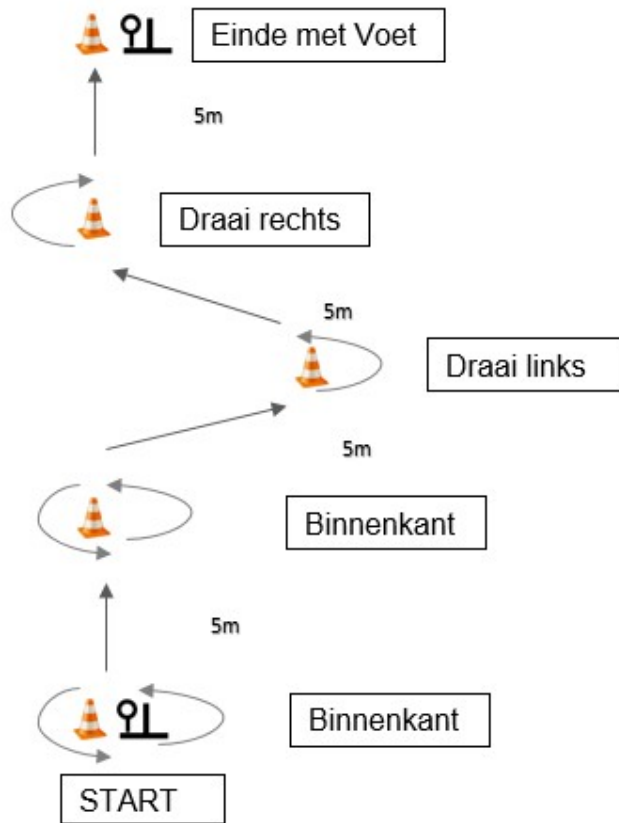 Einde met Voet
5m
Draai rechts
5m
Draai links
5m
Binnenkant
5m
Binnenkant
START